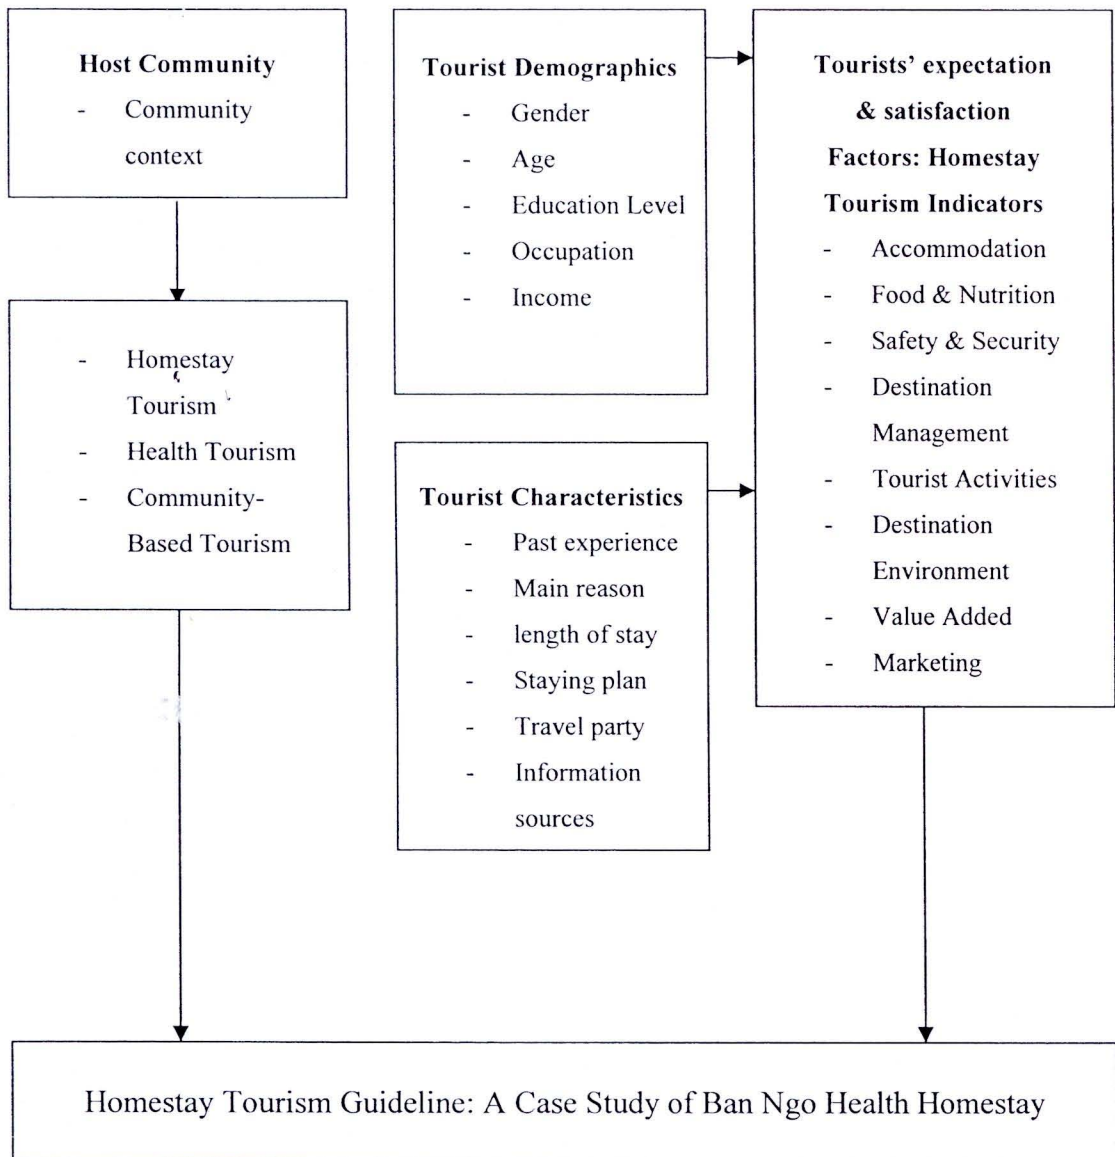 Host Community
- Community
context
- Homestay
Tourism
- Health Tourism
- Community-
Based Tourism
Tourist Demographics
- Gender
- Age
- Education Level
- Occupation
- Income
Tourist Characteristics
- Past experience
- Main reason
- length of stay
- Staying plan
- Travel party
- Information
sources
Tourists’ expectation
& satisfaction
Factors: Homestay
Tourism Indicators
- Accommodation
- Food & Nutrition
- Safety & Security
- Destination
Management
- Tourist Activities
- Destination
Environment
- Value Added
- Marketing
Homestay Tourism Guideline: A Case Study of Ban Ngo Health Homestay